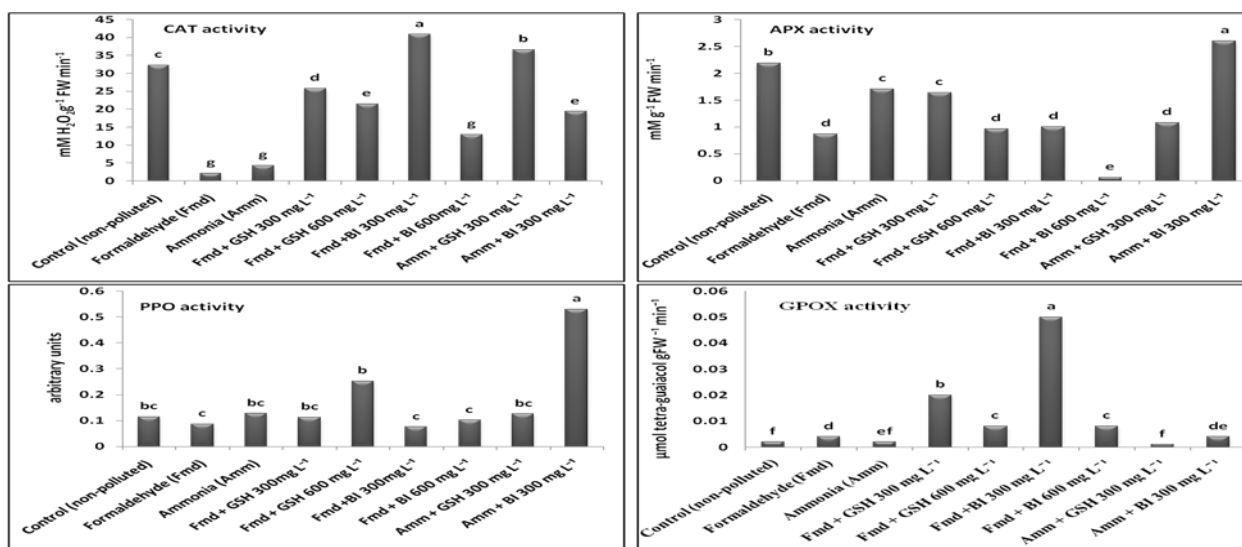 CAT activity
mM H₂O₂g⁻¹ FW min⁻¹
45
40
35
30
25
20
15
10
5
0
c
g
g
d
e
a
g
b
e
Control (non-polluted)
Formaldehyde (Fmd)
Ammonia (Amm)
Fmd + GSH 300 mg L⁻¹
Fmd + GSH 600 mg L⁻¹
Fmd +BI 300 mg L⁻¹
Fmd + BI 600mg L⁻¹
Amm + GSH 300 mg L⁻¹
Amm + BI 300 mg L⁻¹
APX activity
mM g⁻¹ FW min⁻¹
3
2.5
2
1.5
1
0.5
0
b
d
c
c
d
d
e
d
a
Control (non-polluted)
Formaldehyde (Fmd)
Ammonia (Amm)
Fmd + GSH 300 mg L⁻¹
Fmd + GSH 600 mg L⁻¹
Fmd + BI 300 mg L⁻¹
Fmd + BI 600 mg L⁻¹
Amm + GSH 300 mg L⁻¹
Amm + BI 300 mg L⁻¹
PPO activity
arbitrary units
0.6
0.5
0.4
0.3
0.2
0.1
0
bc
c
bc
bc
b
c
c
bc
a
Control (non-polluted)
Formaldehyde (Fmd)
Ammonia (Amm)
Fmd + GSH 300mg L⁻¹
Fmd + GSH 600 mg L⁻¹
Fmd +BI 300mg L⁻¹
Fmd + BI 600 mg L⁻¹
Amm + GSH 300 mg L⁻¹
Amm + BI 300 mg L⁻¹
GPOX activity
µmol tetra-guaiacol gFW⁻¹ min⁻¹
0.06
0.05
0.04
0.03
0.02
0.01
0
f
d
ef
b
c
a
c
f
de
Control (non-polluted)
Formaldehyde (Fmd)
Ammonia (Amm)
Fmd + GSH 300 mg L⁻¹
Fmd + GSH 600 mg L⁻¹
Fmd +BI 300 mg L⁻¹
Fmd + BI 600 mg L⁻¹
Amm + GSH 300 mg L⁻¹
Amm + BI 300 mg L⁻¹